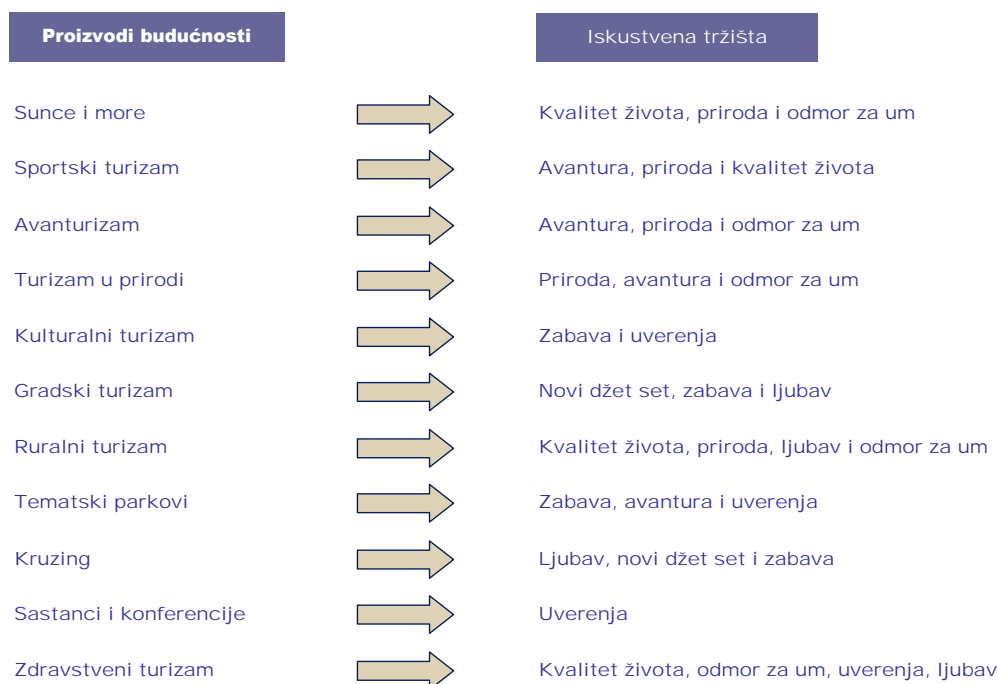 Proizvodi budućnosti Iskustvena tržišta
Sunce i more Kvalitet života, priroda i odmor za um
Sportski turizam Avantura, priroda i kvalitet života
Avanturizam Avantura, priroda i odmor za um
Turizam u prirodi Priroda, avantura i odmor za um
Kulturalni turizam Zabava i uverenja
Gradski turizam Novi džet set, zabava i ljubav
Ruralni turizam Kvalitet života, priroda, ljubav i odmor za um
Tematski parkovi Zabava, avantura i uverenja
Kruzing Ljubav, novi džet set i zabava
Sastanci i konferencije Uverenja
Zdravstveni turizam Kvalitet života, odmor za um, uverenja, ljubav